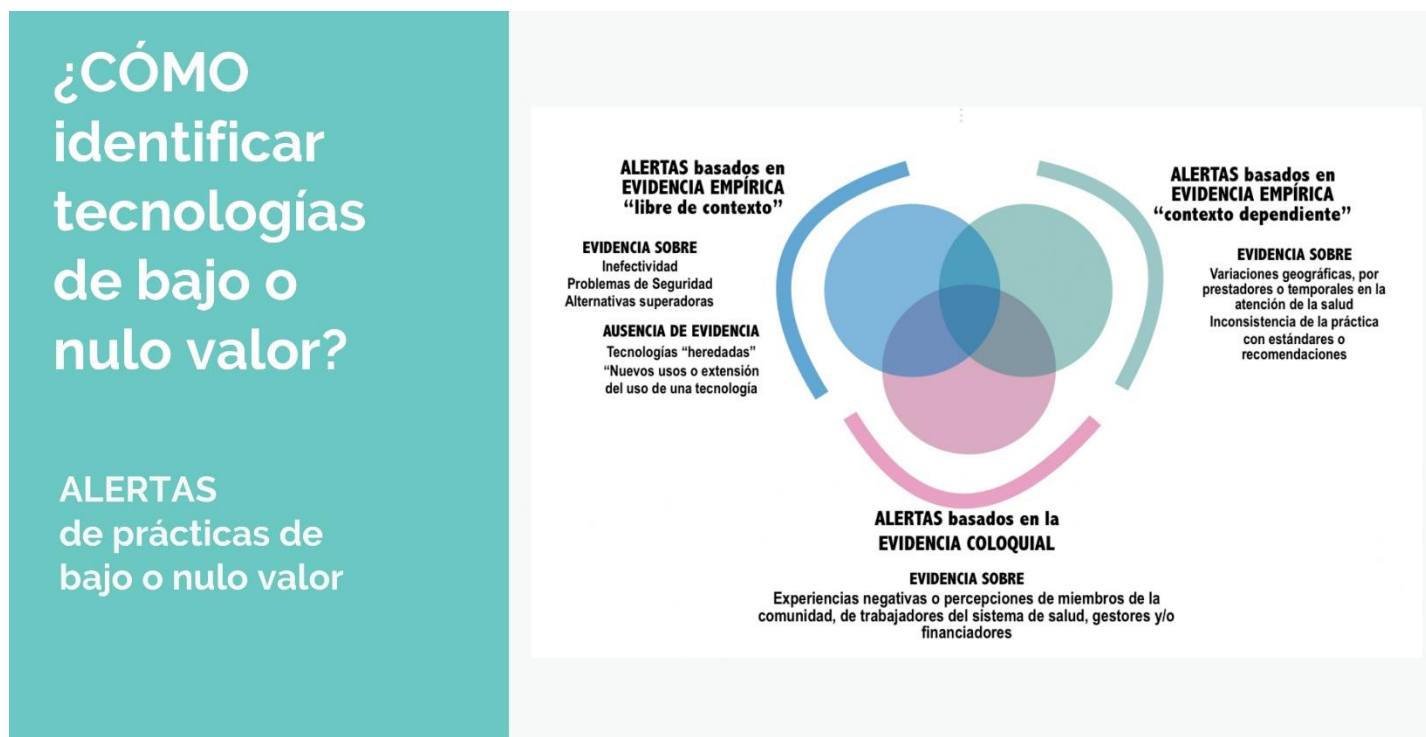 ¿CÓMO
identificar
tecnologías
de bajo o
nulo valor?
ALERTAS
de prácticas de
bajo o nulo valor
ALERTAS basados en
EVIDENCIA EMPÍRICA
“libre de contexto”
EVIDENCIA SOBRE
Inefectividad
Problemas de Seguridad
Alternativas superadoras
AUSENCIA DE EVIDENCIA
Tecnologías “heredadas”
“Nuevos usos o extensión
del uso de una tecnología
ALERTAS basados en
EVIDENCIA EMPÍRICA
“contexto dependiente”
EVIDENCIA SOBRE
Variaciones geográficas, por
prestadores o temporales en la
atención de la salud
Inconsistencia de la práctica
con estándares o
recomendaciones
ALERTAS basados en la
EVIDENCIA COLOQUIAL
EVIDENCIA SOBRE
Experiencias negativas o percepciones de miembros de la
comunidad, de trabajadores del sistema de salud, gestores y/o
financiadores